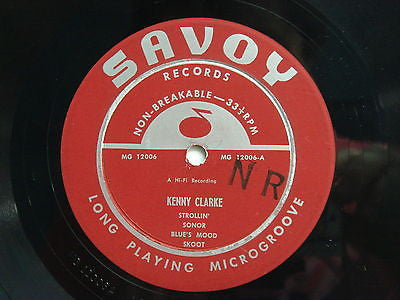 SAVOY
RECORDS
NON-BREAKABLE—33⅓ RPM
MG 12006 MG 12006-A
A Hi-Fi Recording
NR
KENNY CLARKE
STROLLIN'
SONOR
BLUE'S MOOD
SKOOT
LONG PLAYING MICROGROOVE